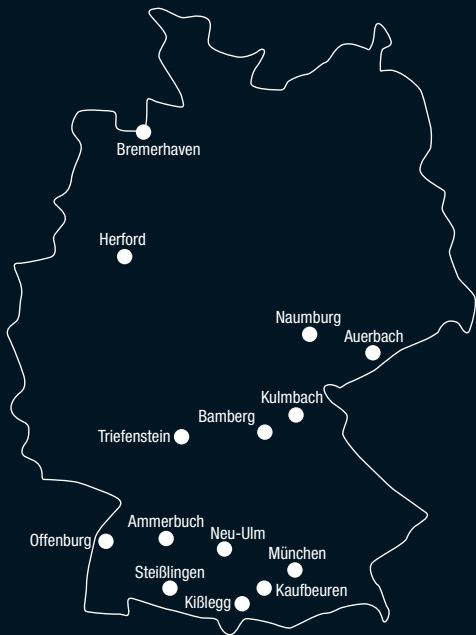 Bremerhaven
Herford
Naumburg
Auerbach
Kulmbach
Bamberg
Triefenstein
Ammerbuch
Neu-Ulm
Offenburg
München
Steißlingen
Kaufbeuren
Kißlegg